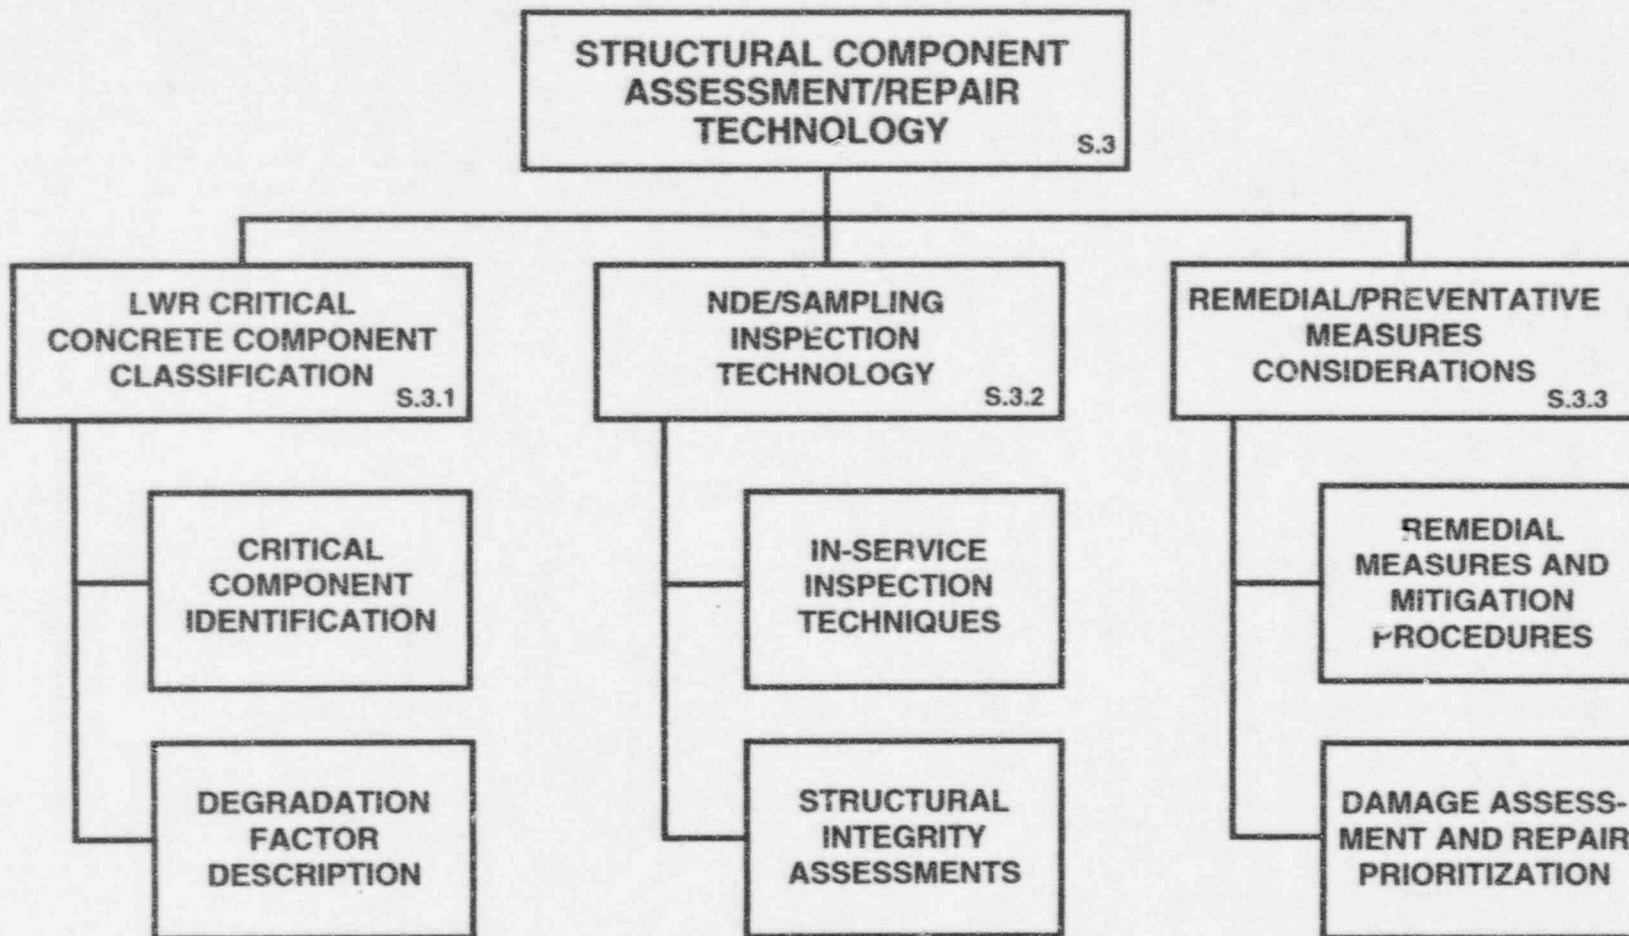 STRUCTURAL COMPONENT
ASSESSMENT/REPAIR
TECHNOLOGY
S.3
LWR CRITICAL
CONCRETE COMPONENT
CLASSIFICATION
S.3.1
NDE/SAMPLING
INSPECTION
TECHNOLOGY
S.3.2
REMEDIAL/PREVENTATIVE
MEASURES
CONSIDERATIONS
S.3.3
CRITICAL
COMPONENT
IDENTIFICATION
IN-SERVICE
INSPECTION
TECHNIQUES
REMEDIAL
MEASURES AND
MITIGATION
PROCEDURES
DEGRADATION
FACTOR
DESCRIPTION
STRUCTURAL
INTEGRITY
ASSESSMENTS
DAMAGE ASSESS-
MENT AND REPAIR
PRIORITIZATION